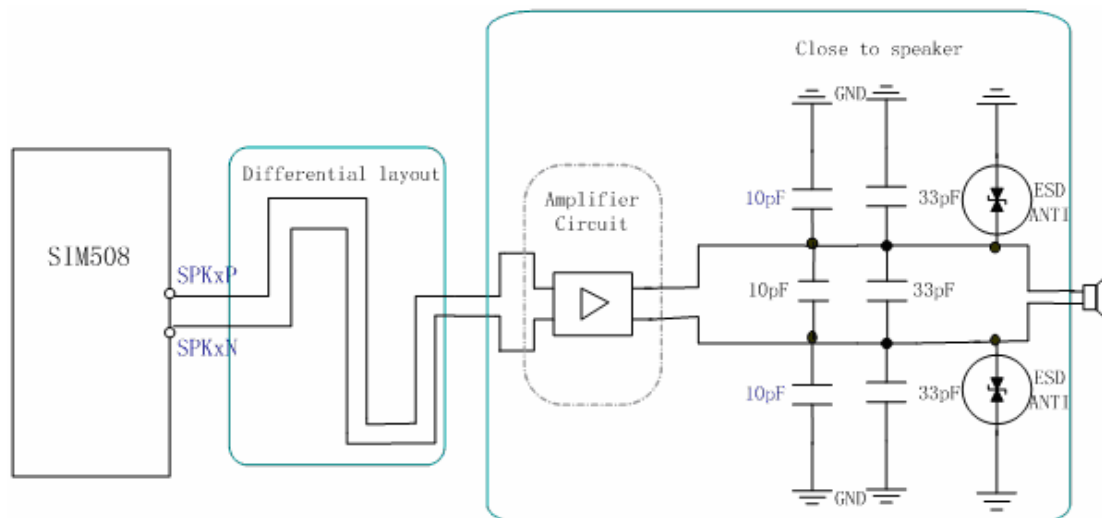 Close to speaker
GND
Differential layout
Amplifier
Circuit
10pF
33pF
ESD
ANTI
SIM508
SPKxP
SPKxN
10pF
33pF
10pF
33pF
ESD
ANTI
GND